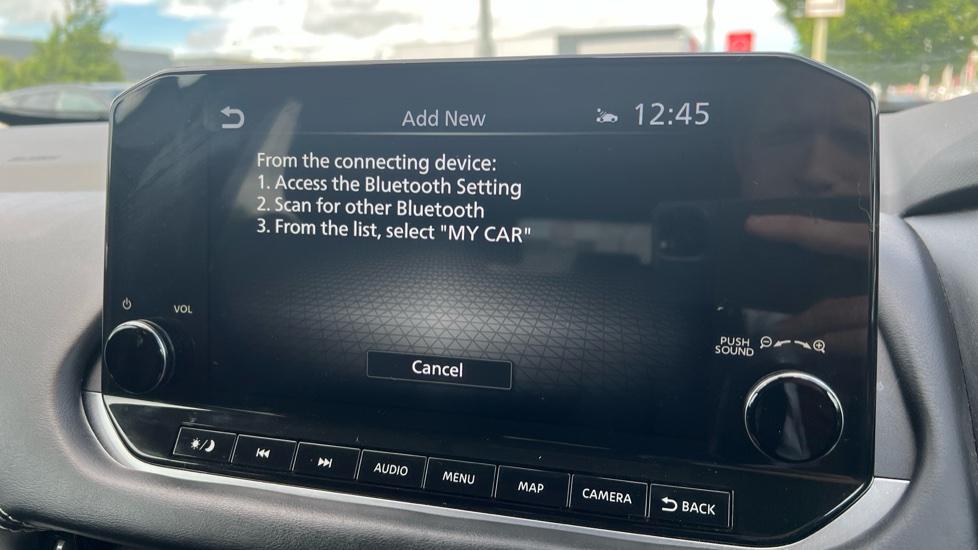 Add New
12:45
From the connecting device:
1. Access the Bluetooth Setting
2. Scan for other Bluetooth
3. From the list, select "MY CAR"
VOL
PUSH
SOUND
Cancel
AUDIO
MENU
MAP
CAMERA
BACK